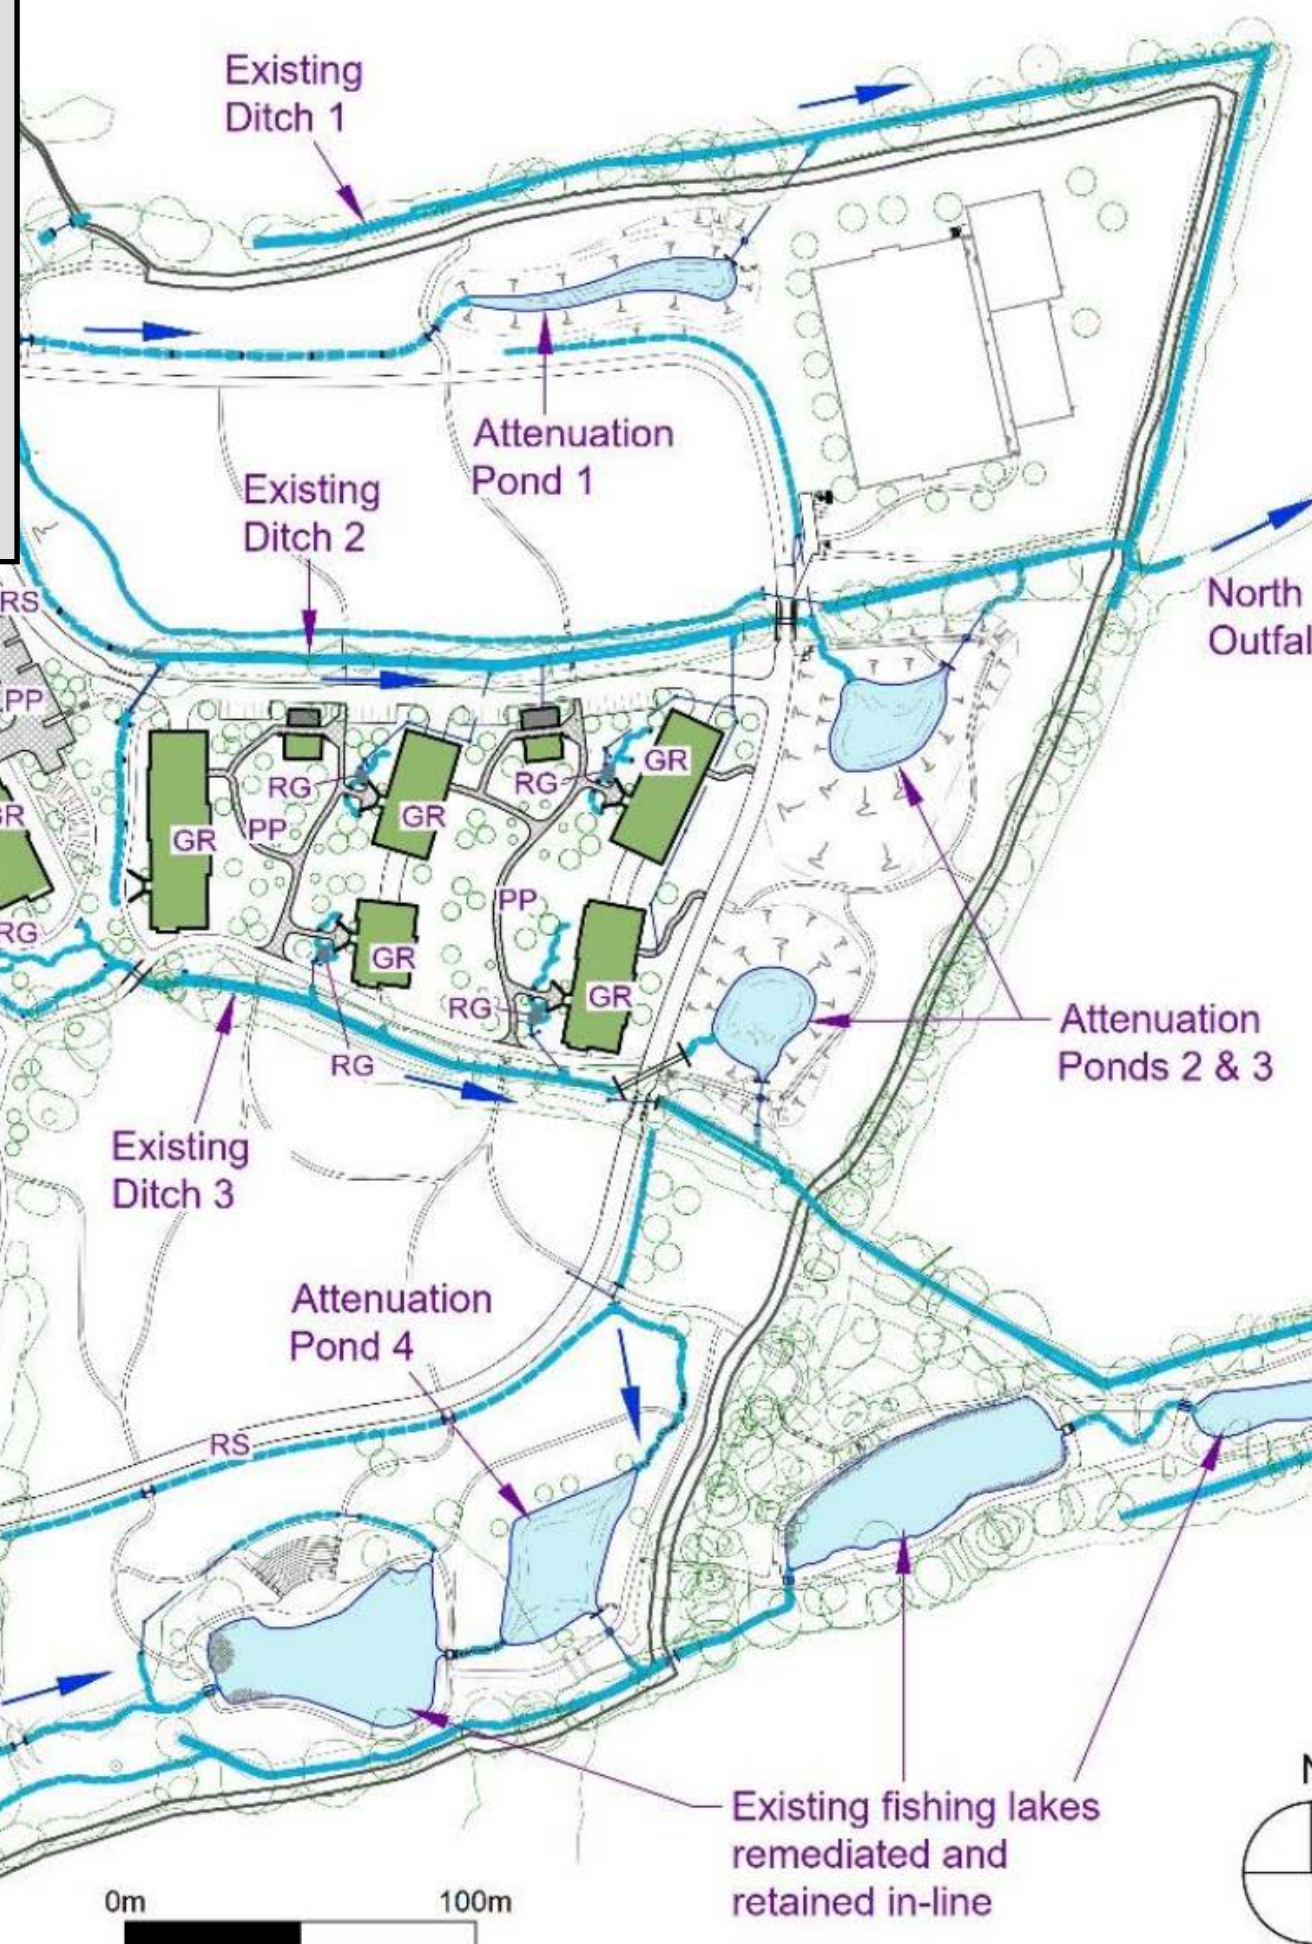 Existing
Ditch 1
Attenuation
Pond 1
Existing
Ditch 2
RS
North
Outfal
PP
RG
GR
RG
GR
GR
PP
GR
GR
PP
RG
GR
RG
GR
RG
Attenuation
Ponds 2 & 3
Existing
Ditch 3
Attenuation
Pond 4
RS
Existing fishing lakes
remediated and
retained in-line
N
0m
100m